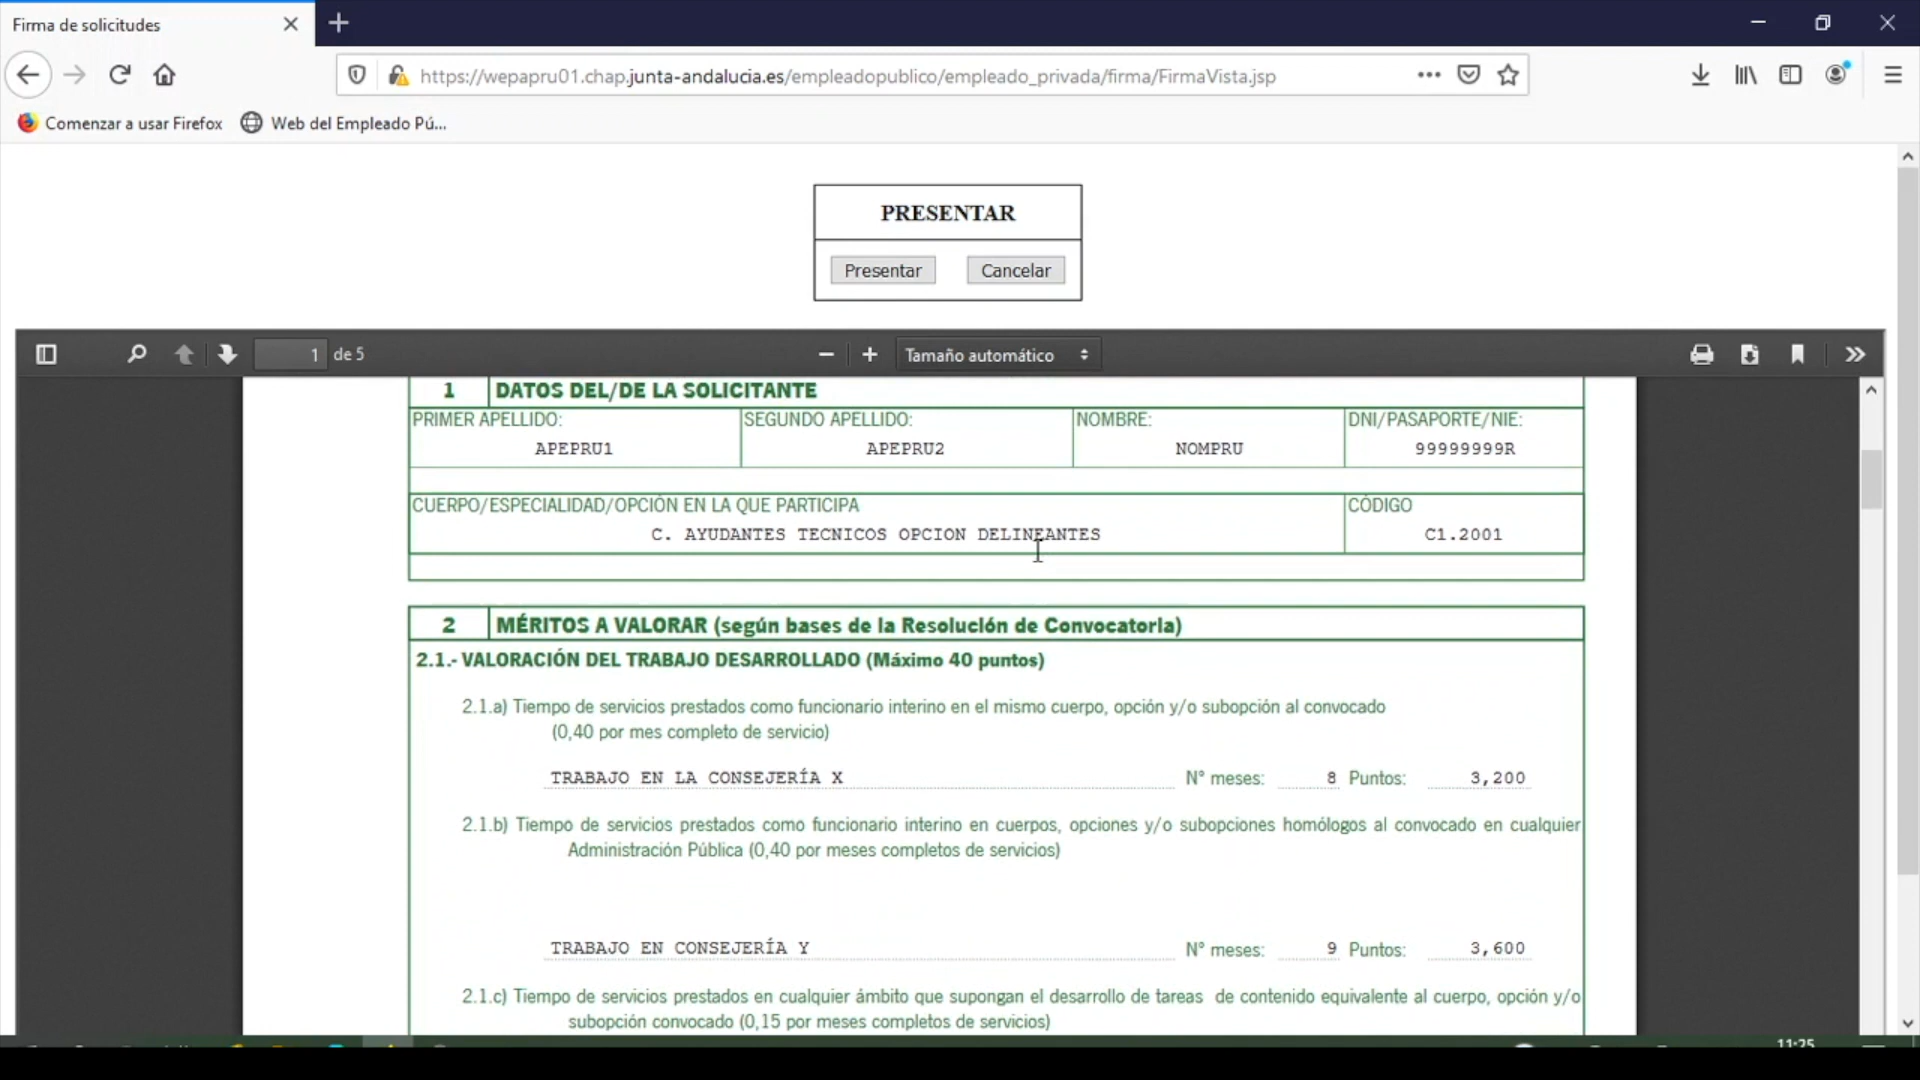 Firma de solicitudes
https://wepapru01.chap.junta-andalucia.es/empleadopublico/empleado_privada/firma/FirmaVista.jsp
Comenzar a usar Firefox Web del Empleado Pú...
PRESENTAR
Presentar Cancelar
1 de 5 Tamaño automático
1 DATOS DEL/DE LA SOLICITANTE
PRIMER APELLIDO: SEGUNDO APELLIDO: NOMBRE: DNI/PASAPORTE/NIE:
APEPRU1 APEPRU2 NOMPRU 99999999R
CUERPO/ESPECIALIDAD/OPCIÓN EN LA QUE PARTICIPA CÓDIGO
C. AYUDANTES TECNICOS OPCION DELINEANTES C1.2001
2 MÉRITOS A VALORAR (según bases de la Resolución de Convocatoria)
2.1.- VALORACIÓN DEL TRABAJO DESARROLLADO (Máximo 40 puntos)
2.1.a) Tiempo de servicios prestados como funcionario interino en el mismo cuerpo, opción y/o subopción al convocado
(0,40 por mes completo de servicio)
TRABAJO EN LA CONSEJERÍA X N° meses: 8 Puntos: 3,200
2.1.b) Tiempo de servicios prestados como funcionario interino en cuerpos, opciones y/o subopciones homólogos al convocado en cualquier
Administración Pública (0,40 por meses completos de servicios)
TRABAJO EN CONSEJERÍA Y N° meses: 9 Puntos: 3,600
2.1.c) Tiempo de servicios prestados en cualquier ámbito que supongan el desarrollo de tareas de contenido equivalente al cuerpo, opción y/o
subopción convocado (0,15 por meses completos de servicios)
11:25